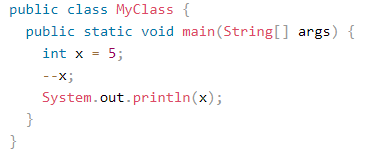 public class MyClass {
  public static void main(String[] args) {
    int x = 5;
    --x;
    System.out.println(x);
  }
}